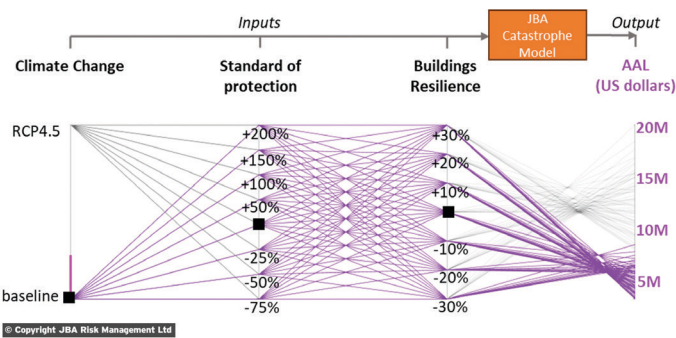 Inputs
JBA
Catastrophe
Model
Output
Climate Change
Standard of
protection
Buildings
Resilience
AAL
(US dollars)
RCP4.5
baseline
+200%
+150%
+100%
+50%
-25%
-50%
-75%
+30%
+20%
+10%
-10%
-20%
-30%
20M
15M
10M
5M
© Copyright JBA Risk Management Ltd